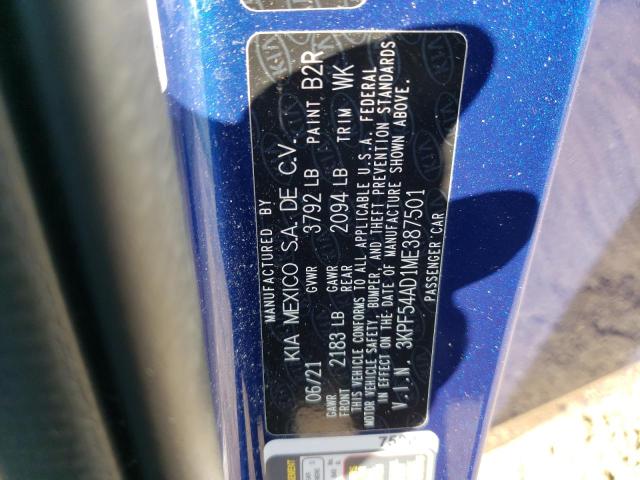 MANUFACTURED BY
KIA MEXICO S.A. DE C.V.
06/21 GVWR 3792 LB PAINT B2R
GAWR FRONT 2183 LB GAWR REAR 2094 LB TRIM WK
THIS VEHICLE CONFORMS TO ALL APPLICABLE U.S.A. FEDERAL
MOTOR VEHICLE SAFETY, BUMPER, AND THEFT PREVENTION STANDARDS
IN EFFECT ON THE DATE OF MANUFACTURE SHOWN ABOVE.
V.I.N 3KPF54AD1ME387501
PASSENGER CAR